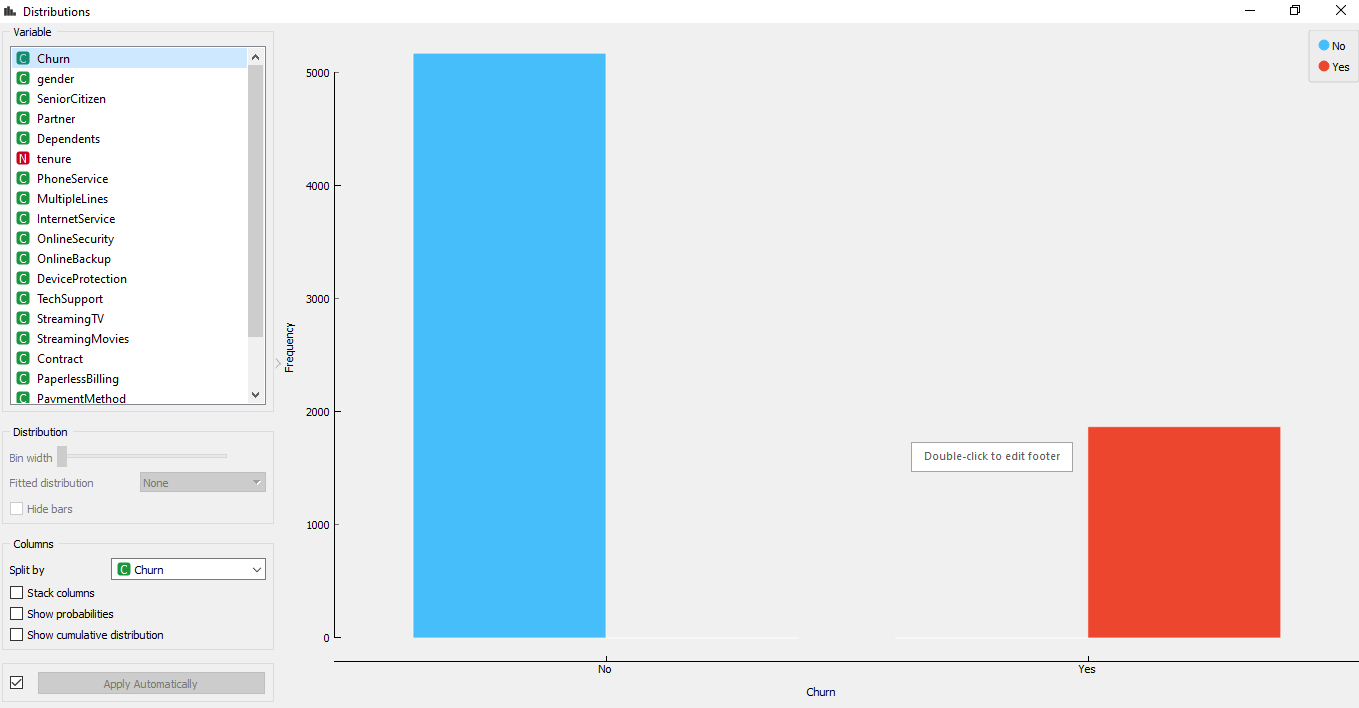 Distributions
Variable
C Churn
C gender
C SeniorCitizen
C Partner
C Dependents
N tenure
C PhoneService
C MultipleLines
C InternetService
C OnlineSecurity
C OnlineBackup
C DeviceProtection
C TechSupport
C StreamingTV
C StreamingMovies
C Contract
C PaperlessBilling
C PaymentMethod
Distribution
Bin width
Fitted distribution None
Hide bars
Columns
Split by C Churn
Stack columns
Show probabilities
Show cumulative distribution
Apply Automatically
Frequency
5000
4000
3000
2000
1000
0
No
Yes
Churn
Double-click to edit footer
No
Yes